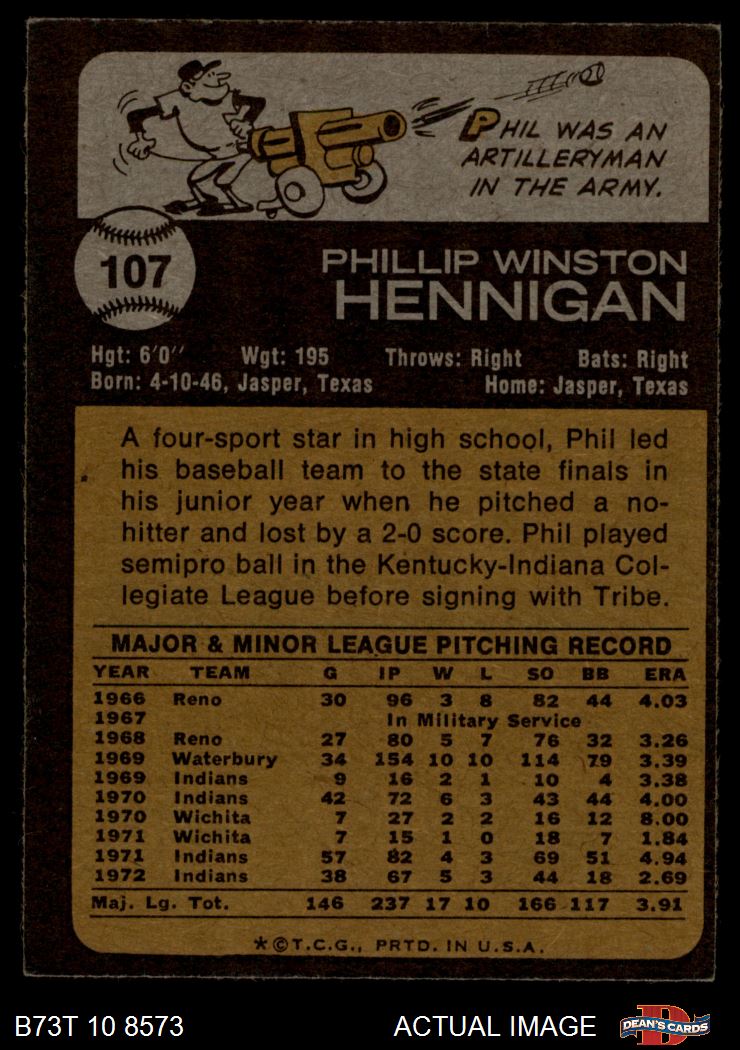 PHIL WAS AN
ARTILLERYMAN
IN THE ARMY.
107
PHILLIP WINSTON
HENNIGAN
Hgt: 6'0" Wgt: 195 Throws: Right Bats: Right
Born: 4-10-46, Jasper, Texas Home: Jasper, Texas
A four-sport star in high school, Phil led
his baseball team to the state finals in
his junior year when he pitched a no-
hitter and lost by a 2-0 score. Phil played
semipro ball in the Kentucky-Indiana Col-
legiate League before signing with Tribe.
MAJOR & MINOR LEAGUE PITCHING RECORD
YEAR TEAM G IP W L SO BB ERA
1966 Reno 30 96 3 8 82 44 4.03
1967 In Military Service
1968 Reno 27 80 5 7 76 32 3.26
1969 Waterbury 34 154 10 10 114 79 3.39
1969 Indians 9 16 2 1 10 4 3.38
1970 Indians 42 72 6 3 43 44 4.00
1970 Wichita 7 27 2 2 16 12 8.00
1971 Wichita 7 15 1 0 18 7 1.84
1971 Indians 57 82 4 3 69 51 4.94
1972 Indians 38 67 5 3 44 18 2.69
Maj. Lg. Tot. 146 237 17 10 166 117 3.91
*©T.C.G., PRTD. IN U.S.A.
B73T 10 8573 ACTUAL IMAGE D DEAN'S CARDS